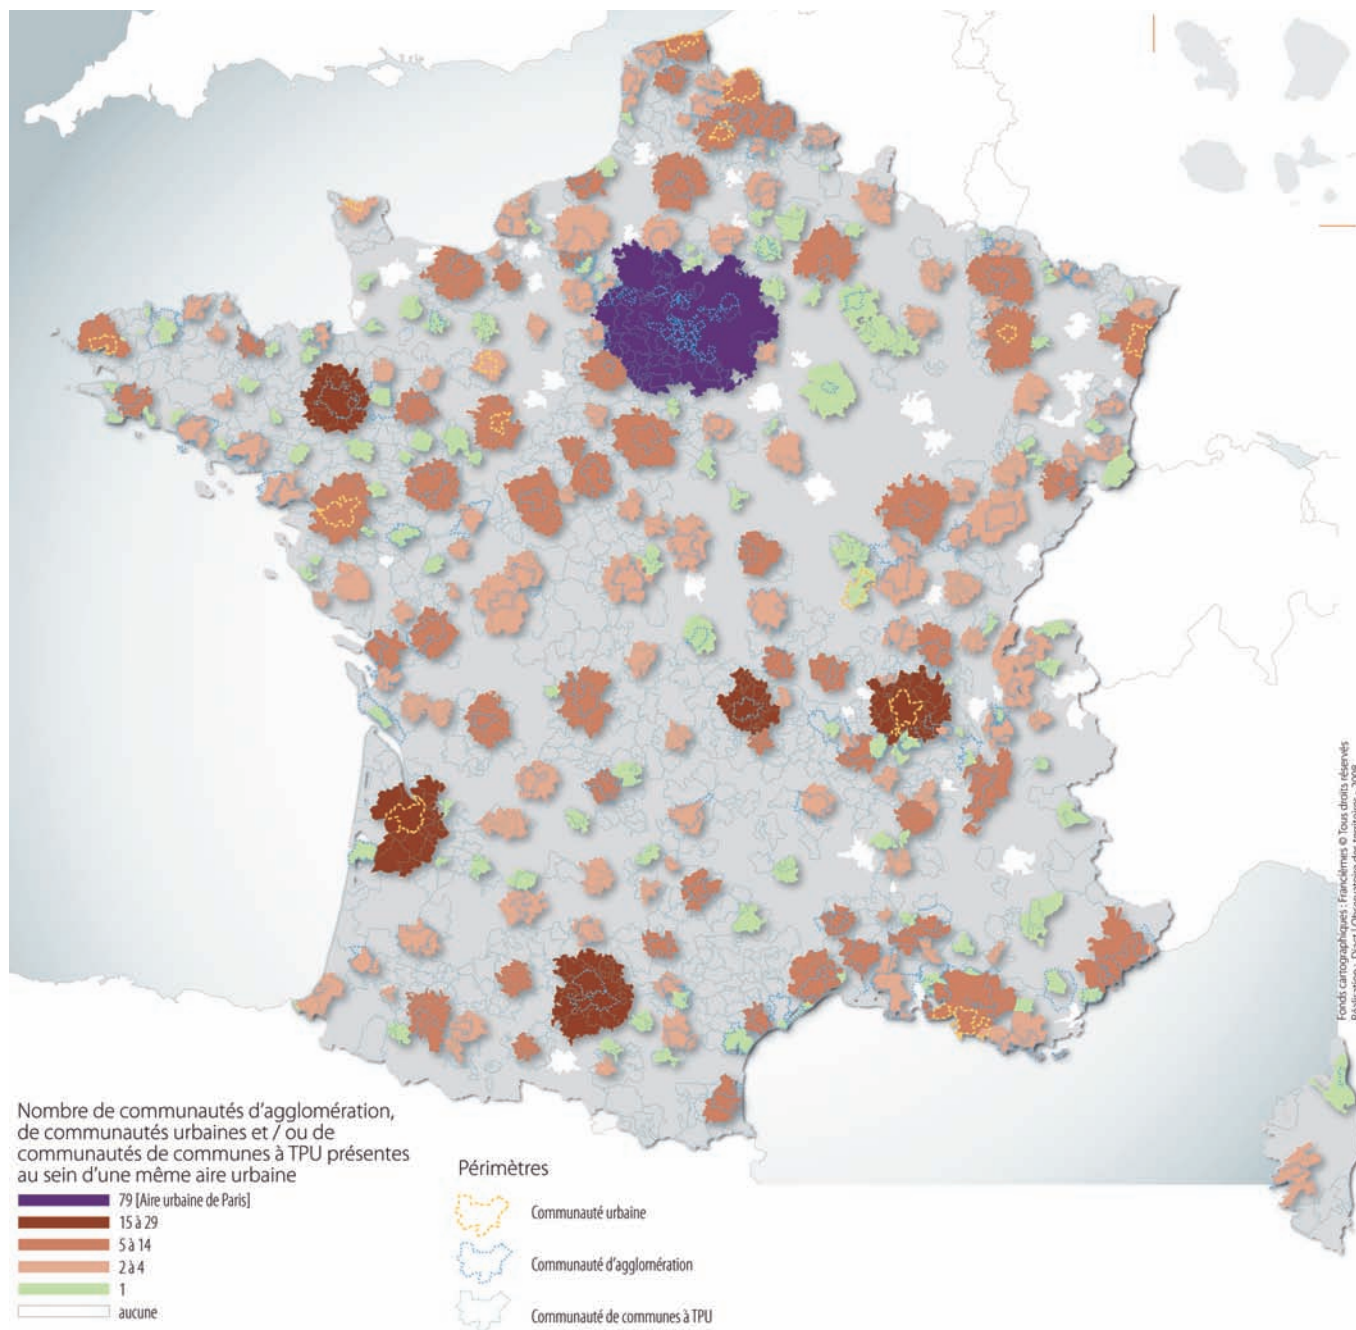 Nombre de communautés d'agglomération,
de communautés urbaines et / ou de
communautés de communes à TPU présentes
au sein d'une même aire urbaine
79 [Aire urbaine de Paris]
15 à 29
5 à 14
2 à 4
1
aucune
Périmètres
Communauté urbaine
Communauté d'agglomération
Communauté de communes à TPU
Fonds cartographiques : Francièmes © Tous droits réservés